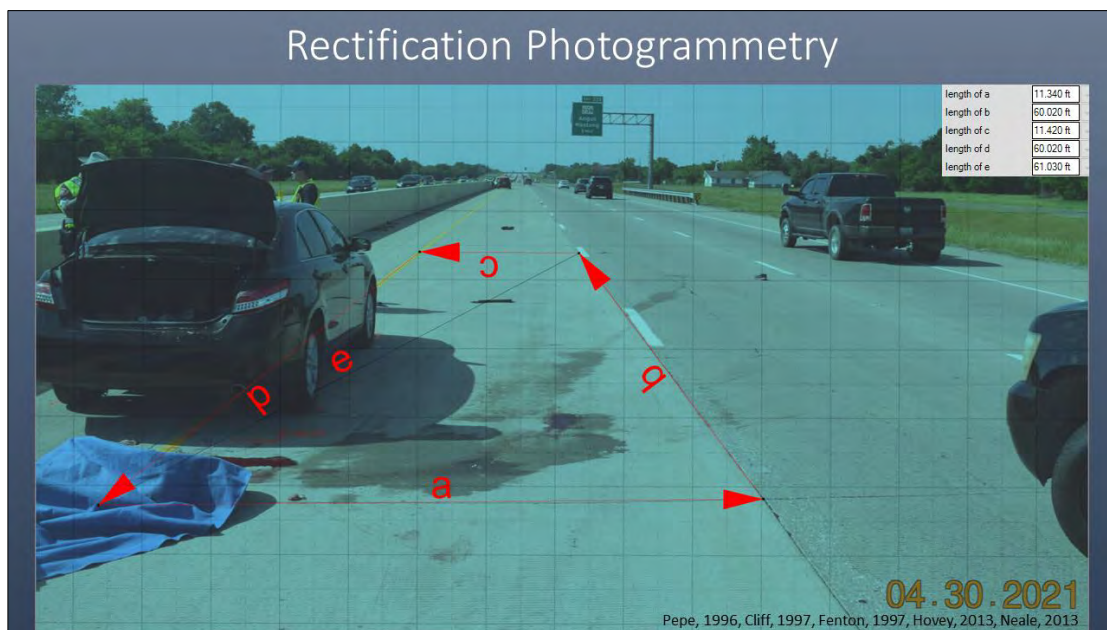 Rectification Photogrammetry
length of a 11.340 ft
length of b 60.020 ft
length of c 11.420 ft
length of d 60.020 ft
length of e 61.030 ft
c
e
d
b
a
04.30.2021
Pepe, 1996, Cliff, 1997, Fenton, 1997, Hovey, 2013, Neale, 2013